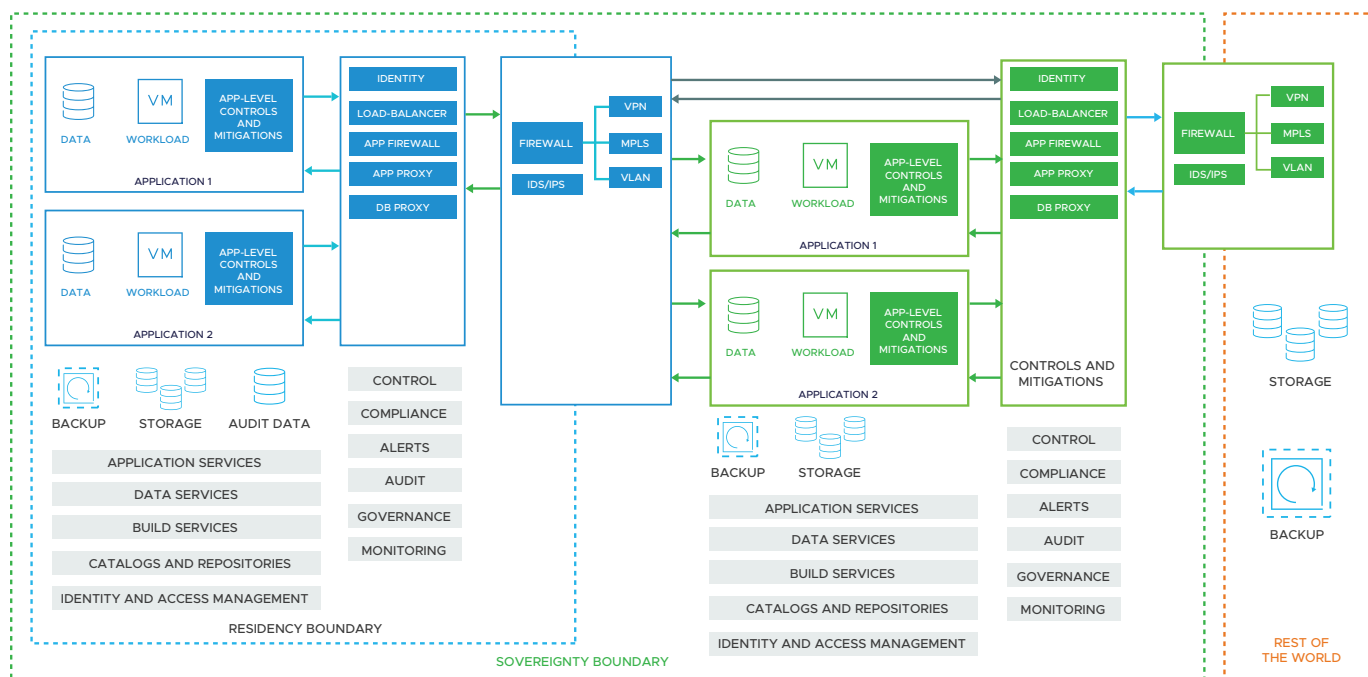 DATA
VM
WORKLOAD
APP-LEVEL
CONTROLS
AND
MITIGATIONS
APPLICATION 1
DATA
VM
WORKLOAD
APP-LEVEL
CONTROLS
AND
MITIGATIONS
APPLICATION 2
IDENTITY
LOAD-BALANCER
APP FIREWALL
APP PROXY
DB PROXY
BACKUP
STORAGE
AUDIT DATA
APPLICATION SERVICES
DATA SERVICES
BUILD SERVICES
CATALOGS AND REPOSITORIES
IDENTITY AND ACCESS MANAGEMENT
CONTROL
COMPLIANCE
ALERTS
AUDIT
GOVERNANCE
MONITORING
RESIDENCY BOUNDARY
FIREWALL
IDS/IPS
VPN
MPLS
VLAN
DATA
VM
WORKLOAD
APP-LEVEL
CONTROLS
AND
MITIGATIONS
APPLICATION 1
DATA
VM
WORKLOAD
APP-LEVEL
CONTROLS
AND
MITIGATIONS
APPLICATION 2
IDENTITY
LOAD-BALANCER
APP FIREWALL
APP PROXY
DB PROXY
CONTROLS AND
MITIGATIONS
BACKUP
STORAGE
APPLICATION SERVICES
DATA SERVICES
BUILD SERVICES
CATALOGS AND REPOSITORIES
IDENTITY AND ACCESS MANAGEMENT
CONTROL
COMPLIANCE
ALERTS
AUDIT
GOVERNANCE
MONITORING
SOVEREIGNTY BOUNDARY
FIREWALL
IDS/IPS
VPN
MPLS
VLAN
STORAGE
BACKUP
REST OF
THE WORLD